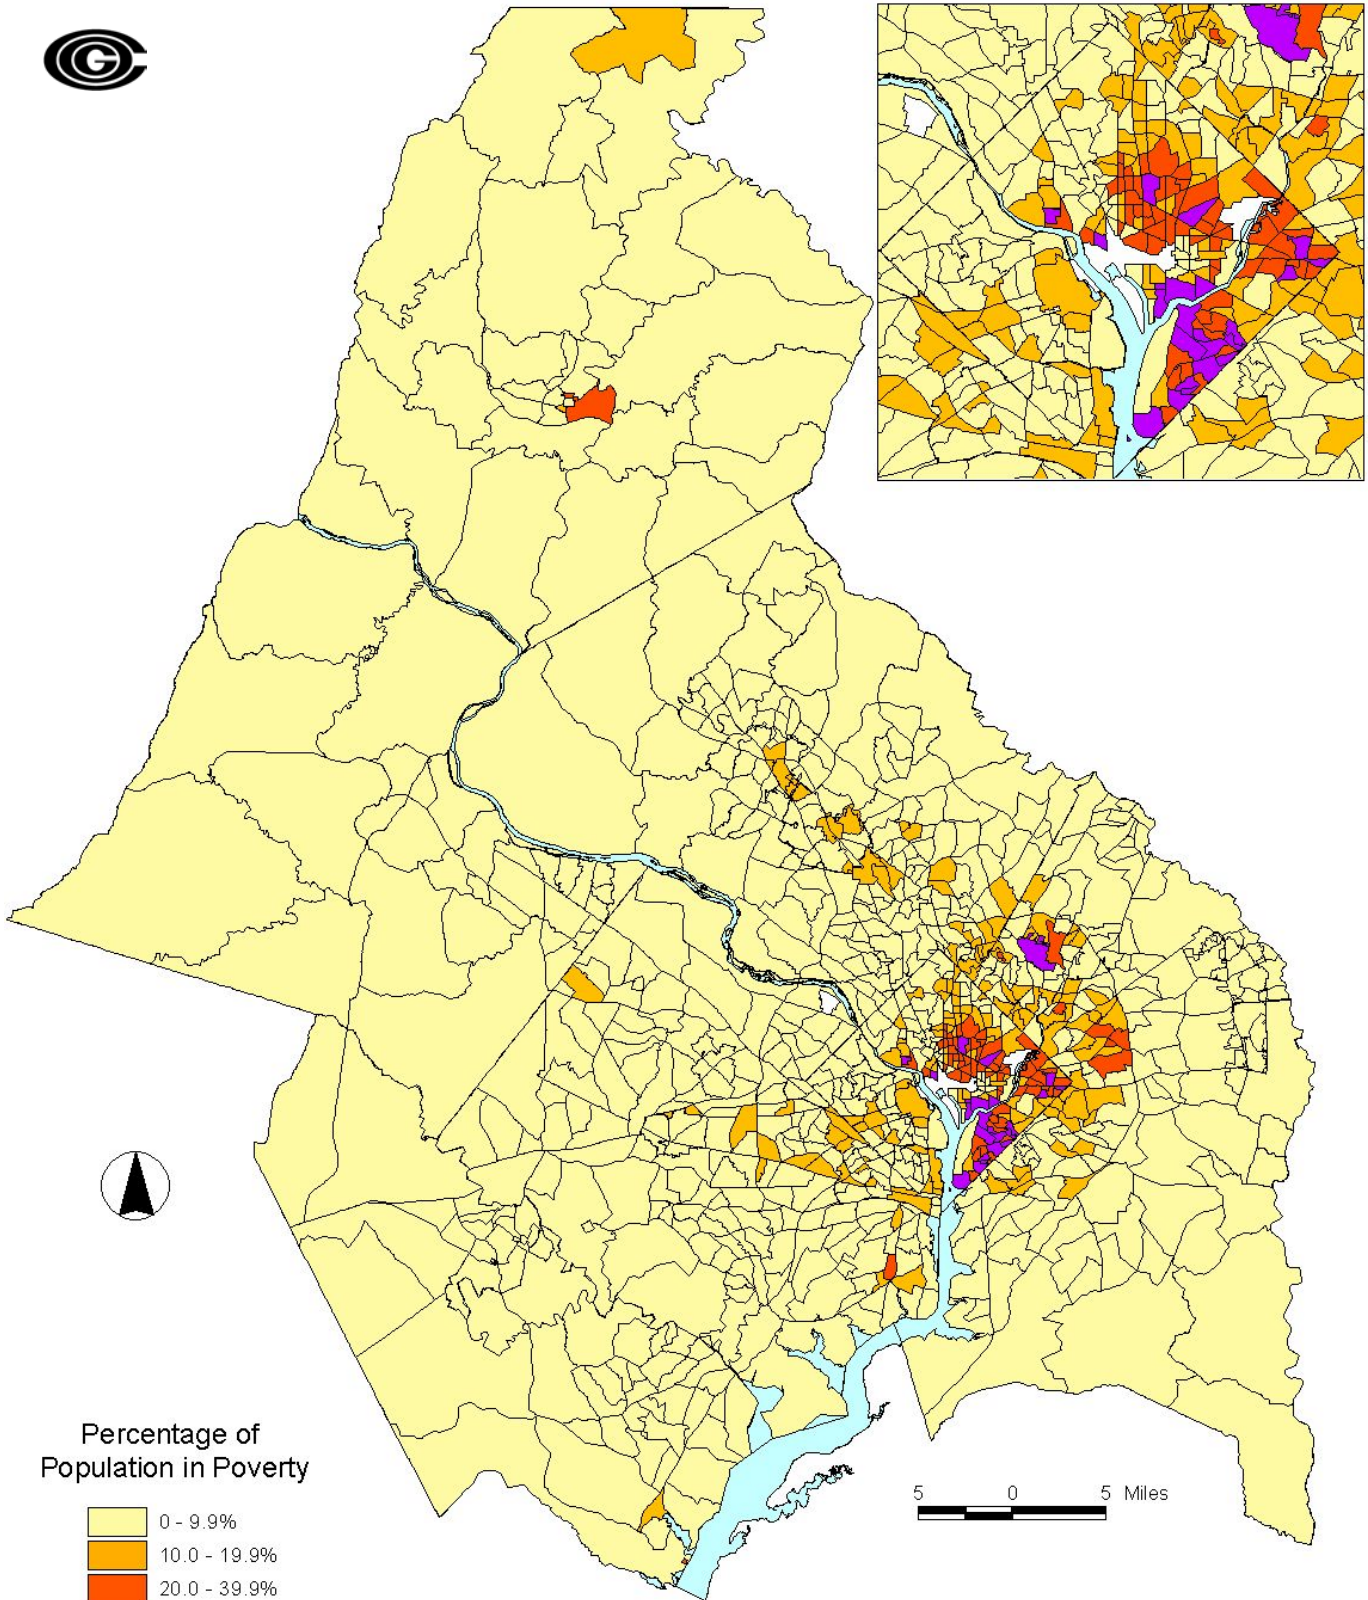 COG
Percentage of
Population in Poverty
0 - 9.9%
10.0 - 19.9%
20.0 - 39.9%
5 0 5 Miles